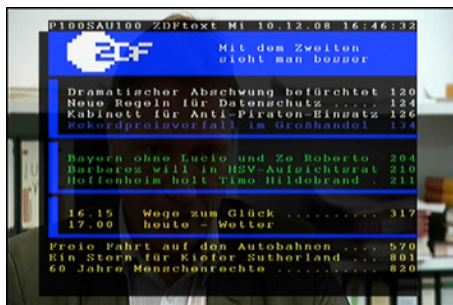 P100SAU100 ZDFtext Mi 10.12.08 16:46:32
ZDF
Mit dem Zweiten
sieht man besser
Dramatischer Abschwung befürchtet 120
Neue Regeln für Datenschutz ..... 124
Kabinett für Anti-Piraten-Einsatz 126
Rekordpreisverfall im Großhandel 134
Bayern ohne Lucio und Ze Roberto 204
Barbarez will in HSV-Aufsichtsrat 210
Hoffenheim holt Timo Hildebrand . 211
16.15 Wege zum Glück .......... 317
17.00 heute - Wetter
Freie Fahrt auf den Autobahnen .... 570
Ein Stern für Kiefer Sutherland ... 801
60 Jahre Menschenrechte ........... 820